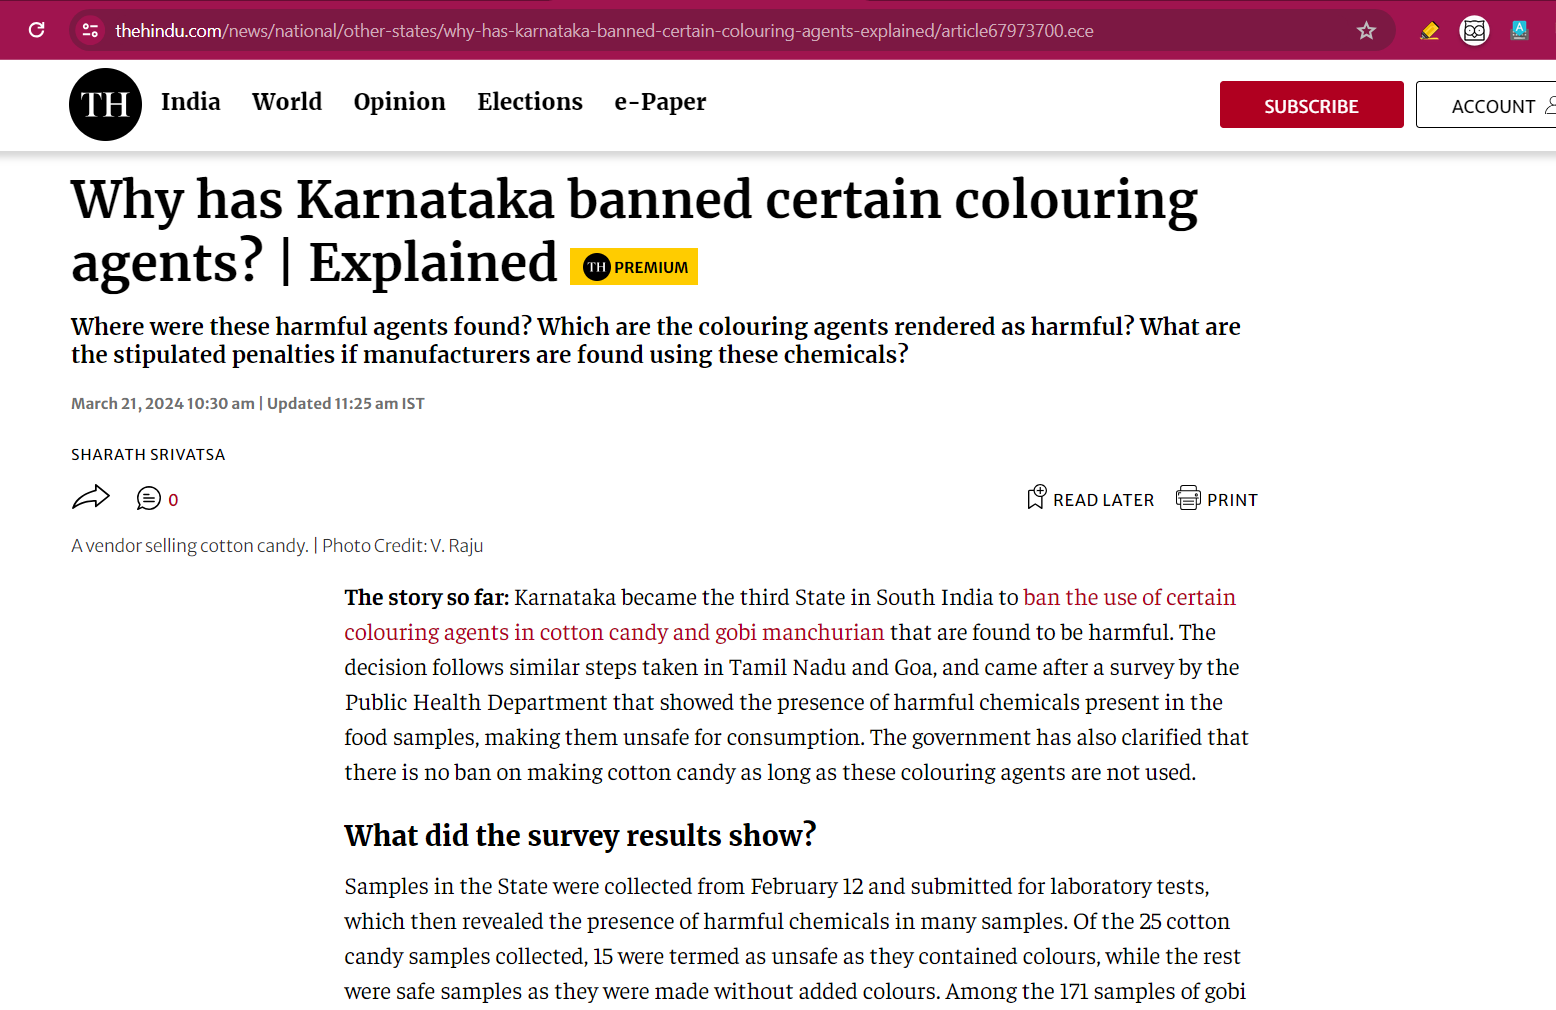 thehindu.com/news/national/other-states/why-has-karnataka-banned-certain-colouring-agents-explained/article67973700.ece
TH India World Opinion Elections e-Paper SUBSCRIBE ACCOUNT
Why has Karnataka banned certain colouring
agents? | Explained TH PREMIUM
Where were these harmful agents found? Which are the colouring agents rendered as harmful? What are
the stipulated penalties if manufacturers are found using these chemicals?
March 21, 2024 10:30 am | Updated 11:25 am IST
SHARATH SRIVATSA
0 READ LATER PRINT
A vendor selling cotton candy. | Photo Credit: V. Raju
The story so far: Karnataka became the third State in South India to ban the use of certain
colouring agents in cotton candy and gobi manchurian that are found to be harmful. The
decision follows similar steps taken in Tamil Nadu and Goa, and came after a survey by the
Public Health Department that showed the presence of harmful chemicals present in the
food samples, making them unsafe for consumption. The government has also clarified that
there is no ban on making cotton candy as long as these colouring agents are not used.
What did the survey results show?
Samples in the State were collected from February 12 and submitted for laboratory tests,
which then revealed the presence of harmful chemicals in many samples. Of the 25 cotton
candy samples collected, 15 were termed as unsafe as they contained colours, while the rest
were safe samples as they were made without added colours. Among the 171 samples of gobi